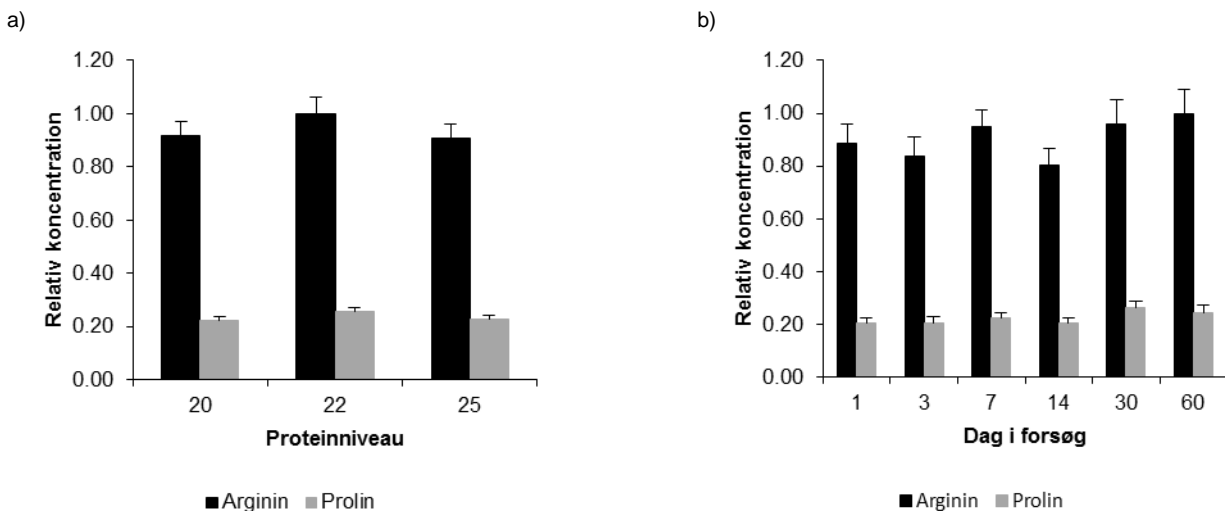 a)
1.20
1.00
0.80
0.60
0.40
0.20
0.00
Relativ koncentration
20 22 25
Proteinniveau
Arginin Prolin
b)
1.20
1.00
0.80
0.60
0.40
0.20
0.00
Relativ koncentration
1 3 7 14 30 60
Dag i forsøg
Arginin Prolin